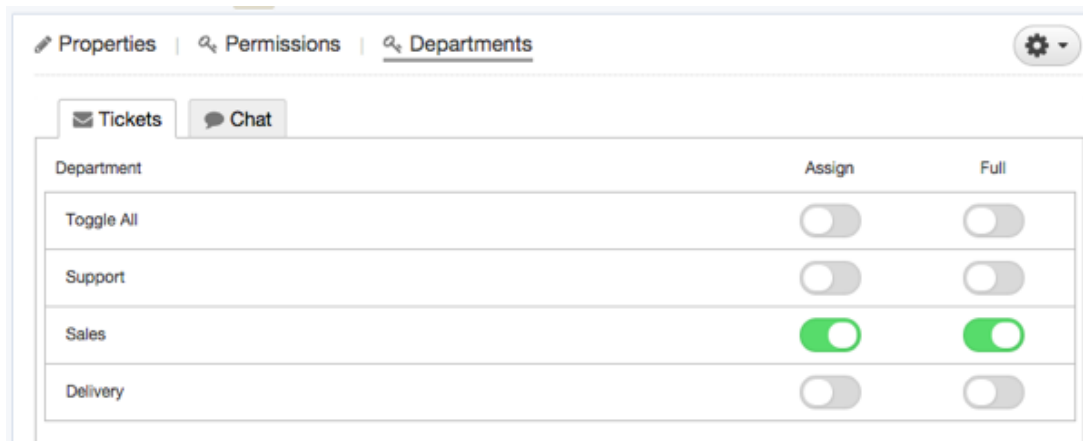 Properties | Permissions | Departments
Tickets Chat
Department Assign Full
Toggle All
Support
Sales
Delivery